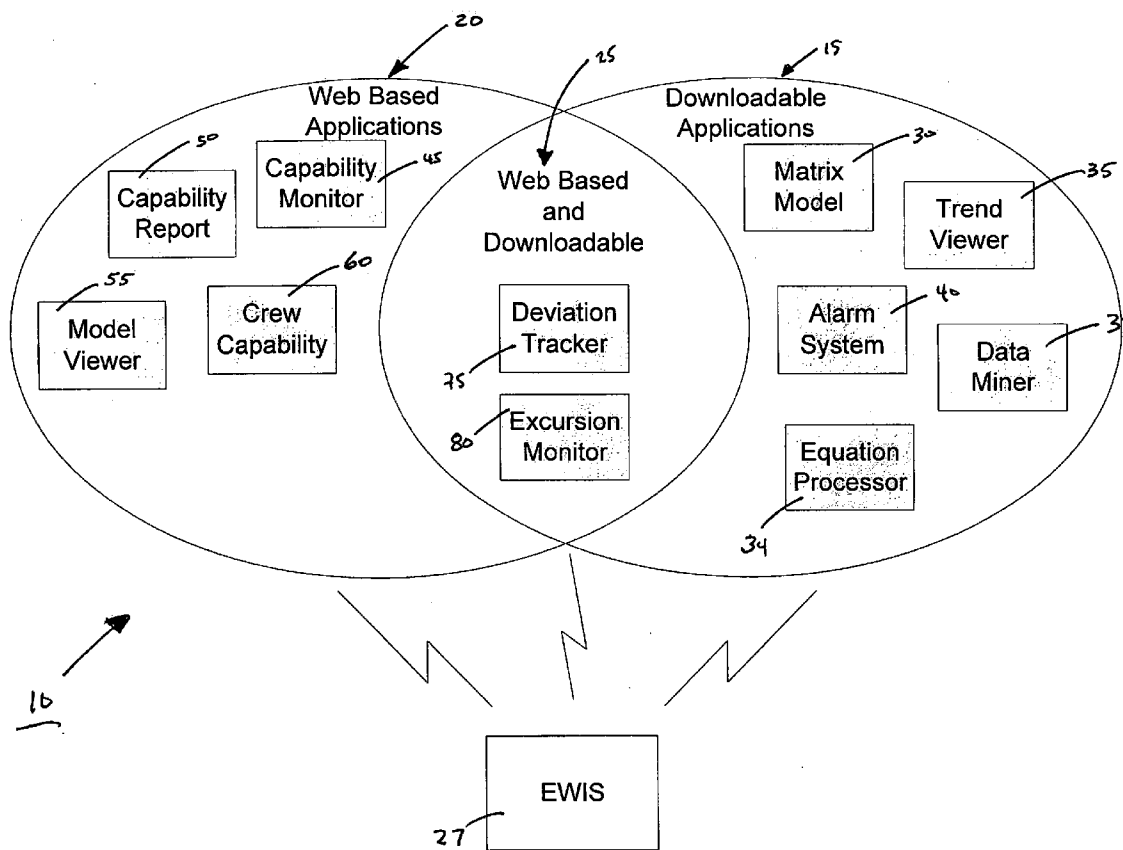 20
25
15
Web Based
Applications
Downloadable
Applications
50
45
30
35
Capability
Report
Capability
Monitor
Web Based
and
Downloadable
Matrix
Model
Trend
Viewer
55
60
40
3
Model
Viewer
Crew
Capability
Deviation
Tracker
75
Alarm
System
Data
Miner
80
Excursion
Monitor
Equation
Processor
34
10
EWIS
27